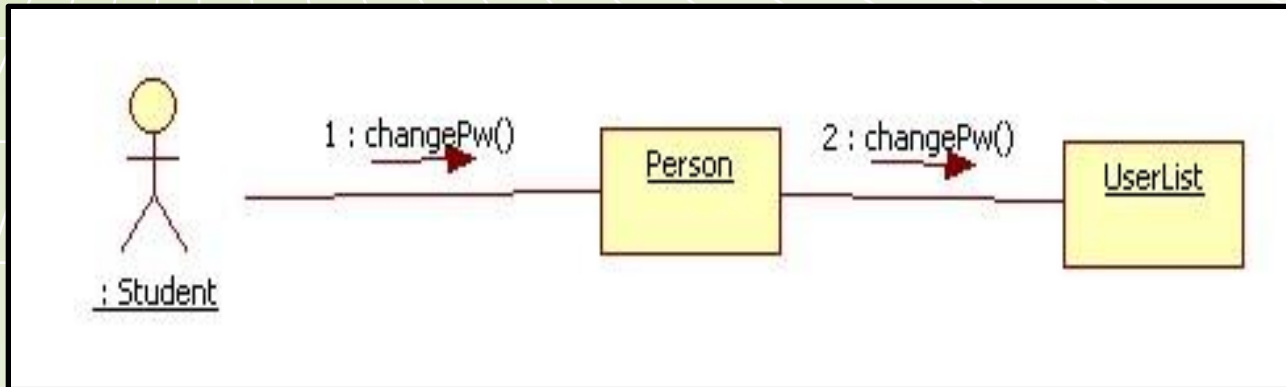 1 : changePw()
Person
2 : changePw()
UserList
: Student